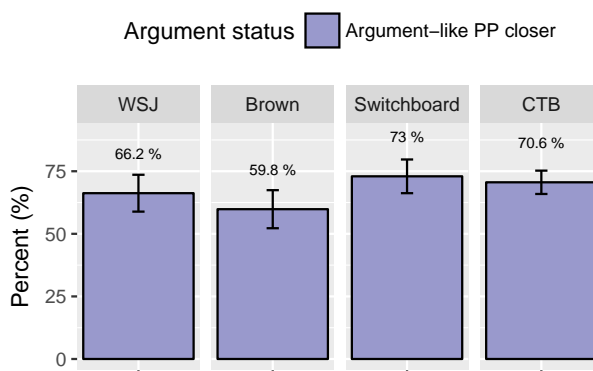 Argument status Argument–like PP closer
WSJ Brown Switchboard CTB
66.2 % 59.8 % 73 % 70.6 %
Percent (%)
75
50
25
0